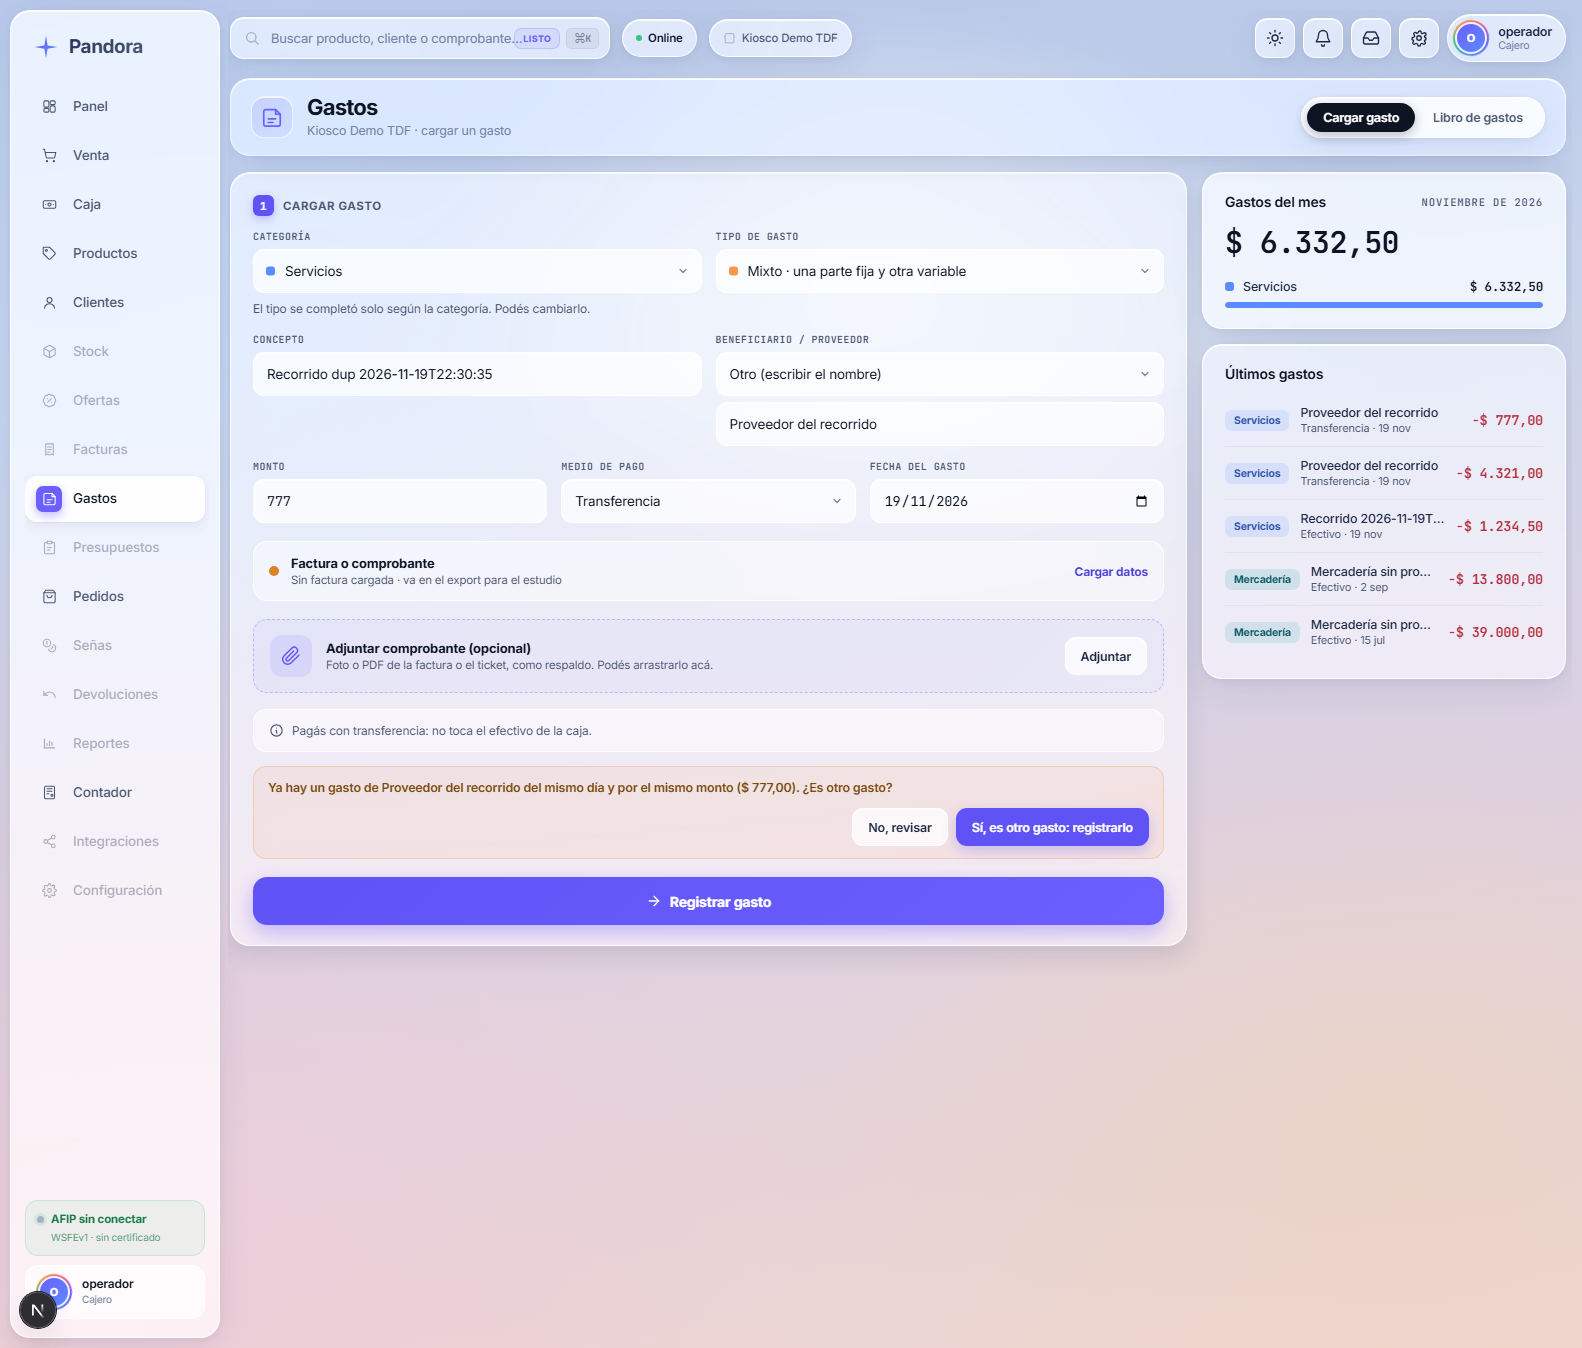 Pandora
Panel
Venta
Caja
Productos
Clientes
Stock
Ofertas
Facturas
Gastos
Presupuestos
Pedidos
Señas
Devoluciones
Reportes
Contador
Integraciones
Configuración
AFIP sin conectar
WSFEv1 · sin certificado
O
operador
Cajero
N
Buscar producto, cliente o comprobante...
LISTO
⌘K
Online
Kiosco Demo TDF
O
operador
Cajero
Gastos
Kiosco Demo TDF · cargar un gasto
Cargar gasto
Libro de gastos
1 CARGAR GASTO
CATEGORÍA
Servicios
El tipo se completó solo según la categoría. Podés cambiarlo.
TIPO DE GASTO
Mixto · una parte fija y otra variable
CONCEPTO
Recorrido dup 2026-11-19T22:30:35
BENEFICIARIO / PROVEEDOR
Otro (escribir el nombre)
Proveedor del recorrido
MONTO
777
MEDIO DE PAGO
Transferencia
FECHA DEL GASTO
19/11/2026
Factura o comprobante
Sin factura cargada · va en el export para el estudio
Cargar datos
Adjuntar comprobante (opcional)
Foto o PDF de la factura o el ticket, como respaldo. Podés arrastrarlo acá.
Adjuntar
Pagás con transferencia: no toca el efectivo de la caja.
Ya hay un gasto de Proveedor del recorrido del mismo día y por el mismo monto ($ 777,00). ¿Es otro gasto?
No, revisar
Sí, es otro gasto: registrarlo
Registrar gasto
Gastos del mes
NOVIEMBRE DE 2026
$ 6.332,50
Servicios
$ 6.332,50
Últimos gastos
Servicios
Proveedor del recorrido
Transferencia · 19 nov
-$ 777,00
Servicios
Proveedor del recorrido
Transferencia · 19 nov
-$ 4.321,00
Servicios
Recorrido 2026-11-19T...
Efectivo · 19 nov
-$ 1.234,50
Mercadería
Mercadería sin pro...
Efectivo · 2 sep
-$ 13.800,00
Mercadería
Mercadería sin pro...
Efectivo · 15 jul
-$ 39.000,00